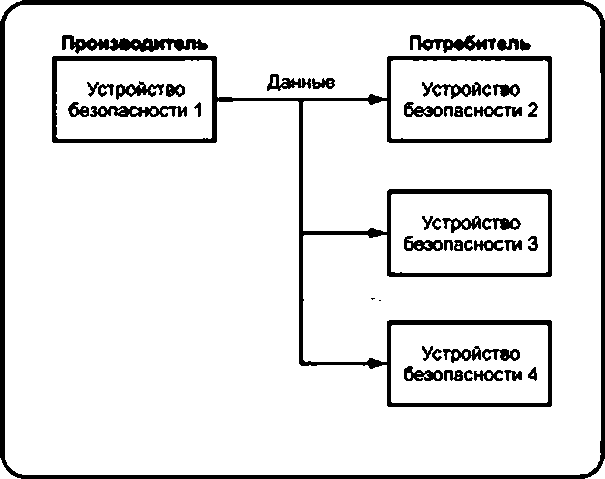 Производитель
Потребитель
Устройство
безопасности 1
Данные
Устройство
безопасности 2
Устройство
безопасности 3
Устройство
безопасности 4